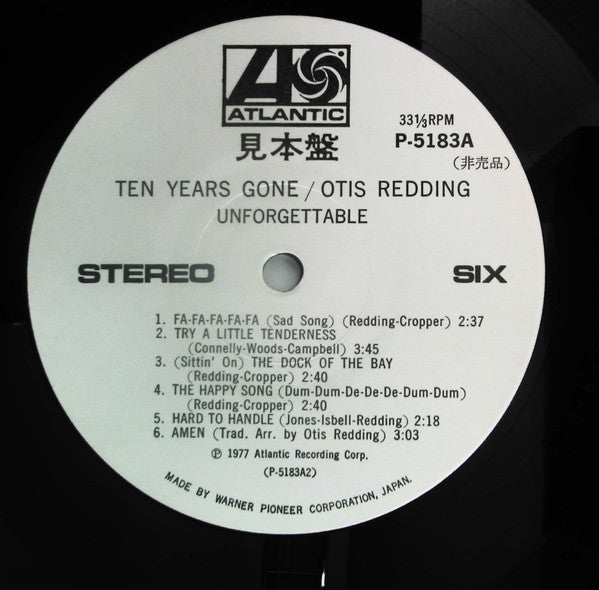 ATLANTIC
見本盤
33⅓RPM
P-5183A
(非売品)
TEN YEARS GONE / OTIS REDDING
UNFORGETTABLE
STEREO
SIX
1. FA-FA-FA-FA-FA (Sad Song) (Redding-Cropper) 2:37
2. TRY A LITTLE TENDERNESS
(Connelly-Woods-Campbell) 3:45
3. (Sittin' On) THE DOCK OF THE BAY
(Redding-Cropper) 2:40
4. THE HAPPY SONG (Dum-Dum-De-De-De-Dum-Dum)
(Redding-Cropper) 2:40
5. HARD TO HANDLE (Jones-Isbell-Redding) 2:18
6. AMEN (Trad. Arr. by Otis Redding) 3:03
℗ 1977 Atlantic Recording Corp.
(P-5183A2)
MADE BY WARNER PIONEER CORPORATION, JAPAN.